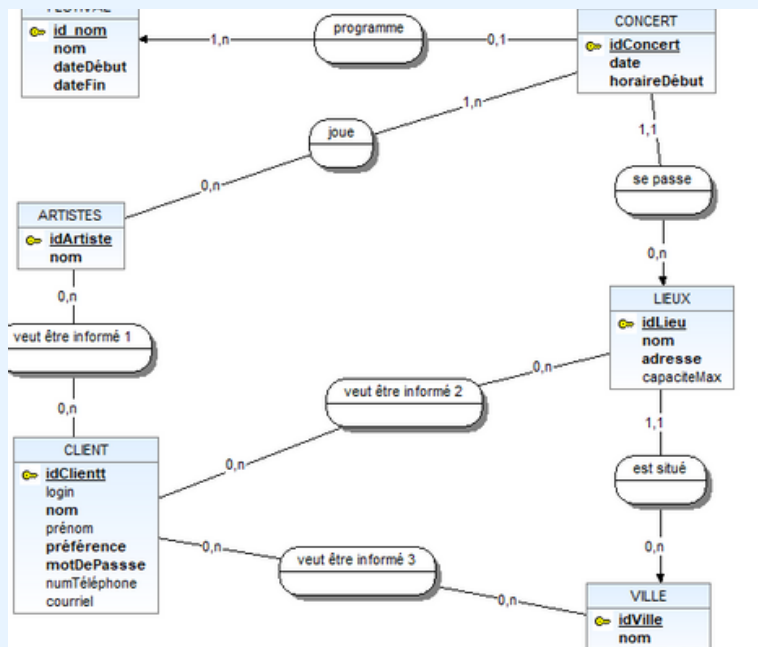 FESTIVAL
id_nom
nom
dateDébut
dateFin
1,n
programme
0,1
CONCERT
idConcert
date
horaireDébut
1,n
joue
0,n
1,1
se passe
0,n
ARTISTES
idArtiste
nom
0,n
veut être informé 1
0,n
LIEUX
idLieu
nom
adresse
capaciteMax
0,n
veut être informé 2
0,n
1,1
est situé
0,n
CLIENT
idClientt
login
nom
prénom
préférence
motDePassse
numTéléphone
courriel
0,n
veut être informé 3
0,n
VILLE
idVille
nom